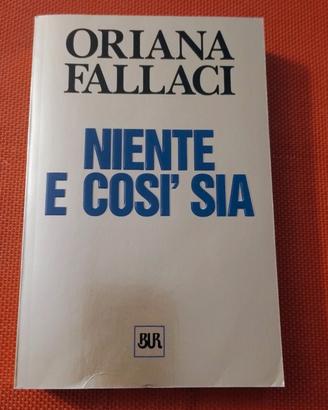 ORIANA
FALLACI
NIENTE
E COSI' SIA
BUR